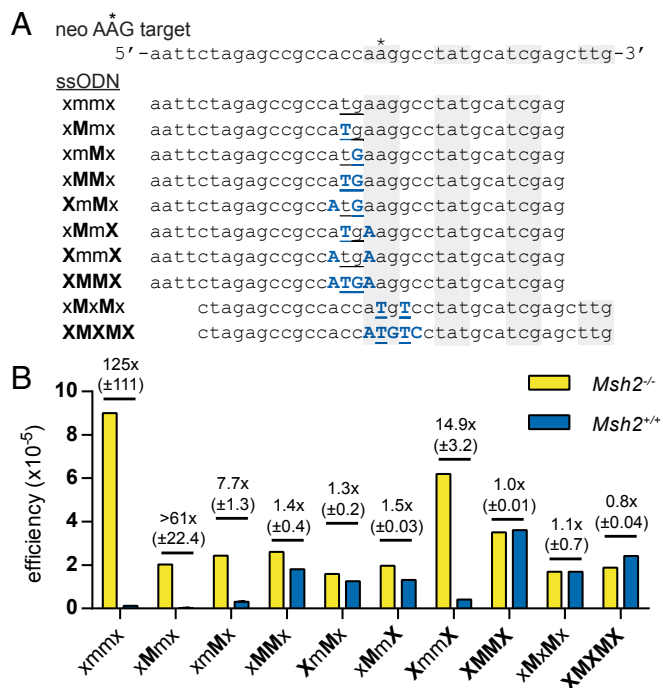 A
neo AAG target
*
*
5’-aattctagagccgccaccaaggcctatgcatcgagcttg-3’
ssODN
xmmx aattctagagccgccatgaaggcctatgcatcgag
xMmx aattctagagccgccaTgaaggcctatgcatcgag
xmMx aattctagagccgccatGaaggcctatgcatcgag
xMMx aattctagagccgccaTGaaggcctatgcatcgag
XmMx aattctagagccgccAtGaaggcctatgcatcgag
xMmX aattctagagccgccaTgAaggcctatgcatcgag
XmmX aattctagagccgccAtgAaggcctatgcatcgag
XMMX aattctagagccgccATGAaggcctatgcatcgag
xMxMx ctagagccgccaccaTgTcctatgcatcgagcttg
XMXMX ctagagccgccaccATGTCctatgcatcgagcttg
B
efficiency (x10-5)
10
8
6
4
2
0
125x
(±111)
>61x
(±22.4)
7.7x
(±1.3)
1.4x
(±0.4)
1.3x
(±0.2)
1.5x
(±0.03)
14.9x
(±3.2)
1.0x
(±0.01)
1.1x
(±0.7)
0.8x
(±0.04)
Msh2-/-
Msh2+/+
xmmx
xMmx
xmMx
xMMx
XmMx
xMmX
XmmX
XMMX
xMxMx
XMXMX